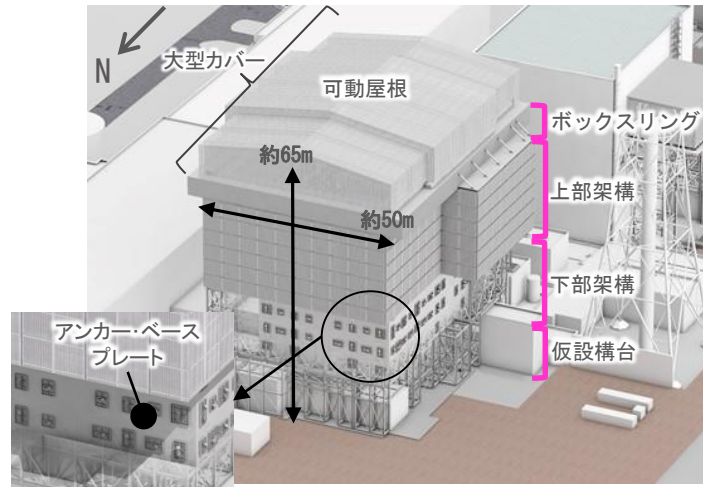 N
大型カバー
可動屋根
ボックスリング
約65m
上部架構
約50m
下部架構
アンカー・ベース
プレート
仮設構台